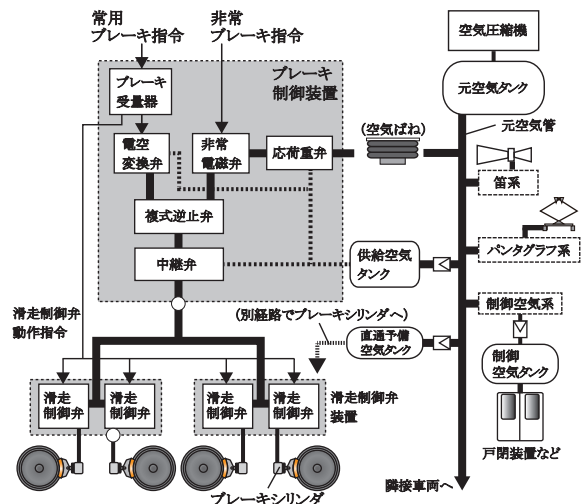 常用
ブレーキ指令
非常
ブレーキ指令
空気圧縮機
ブレーキ
制御装置
ブレーキ
受量器
元空気タンク
元空気管
電空
変換弁
非常
電磁弁
応荷重弁
(空気ばね)
笛系
複式逆止弁
パンタグラフ系
中継弁
供給空気
タンク
制御空気系
滑走制御弁
動作指令
(別経路でブレーキシリンダへ)
直通予備
空気タンク
制御
空気タンク
滑走
制御弁
滑走
制御弁
滑走
制御弁
滑走
制御弁
滑走制御弁
装置
戸閉装置など
ブレーキシリンダ
隣接車両へ